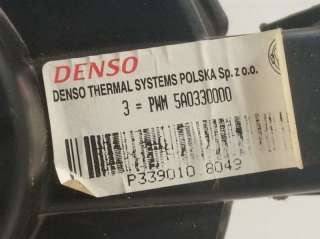 DENSO
DENSO THERMAL SYSTEMS POLSKA Sp. z o.o.
3 = PWM 5A0330000
P339010.8049